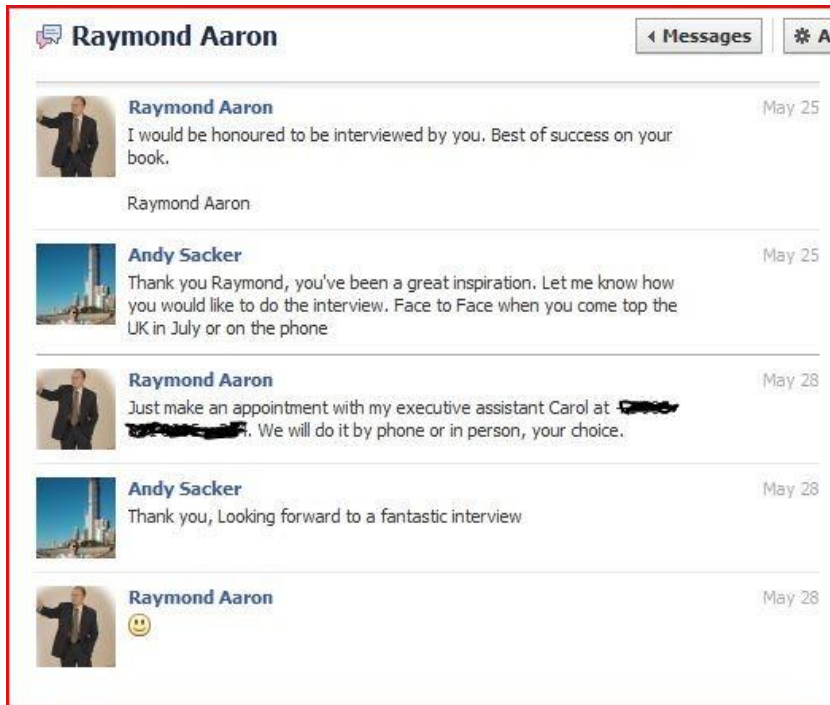 Raymond Aaron
Messages
A
Raymond Aaron
May 25
I would be honoured to be interviewed by you. Best of success on your
book.
Raymond Aaron
Andy Sacker
May 25
Thank you Raymond, you've been a great inspiration. Let me know how
you would like to do the interview. Face to Face when you come top the
UK in July or on the phone
Raymond Aaron
May 28
Just make an appointment with my executive assistant Carol at
. We will do it by phone or in person, your choice.
Andy Sacker
May 28
Thank you, Looking forward to a fantastic interview
Raymond Aaron
May 28